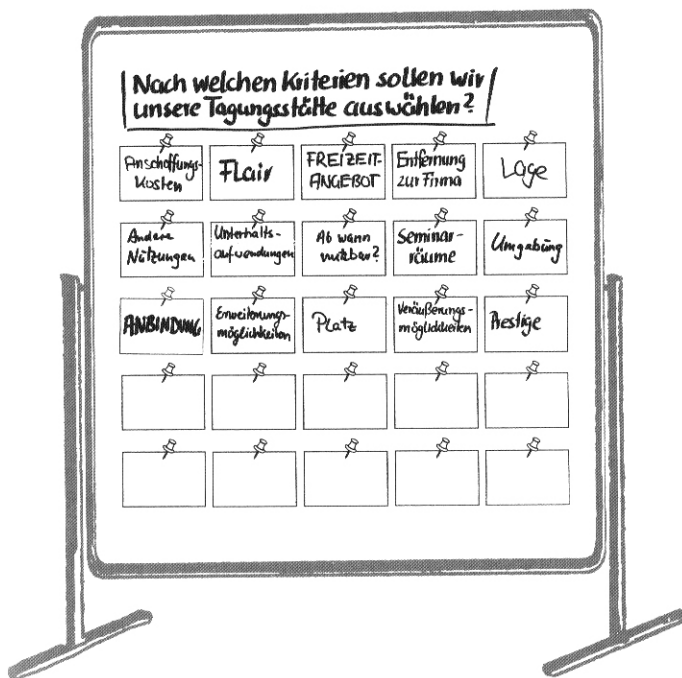 Nach welchen Kriterien sollen wir
unsere Tagungsstätte auswählen?
Anschaffungs-
kosten
Flair
FREIZEIT-
ANGEBOT
Entfernung
zur Firma
Lage
Andere
Nutzungen
Unterhalts-
aufwendungen
Ab wann
nutzbar?
Seminar-
räume
Umgebung
ANBINDUNG
Erweiterungs-
möglichkeiten
Platz
Veräußerungs-
möglichkeiten
Prestige